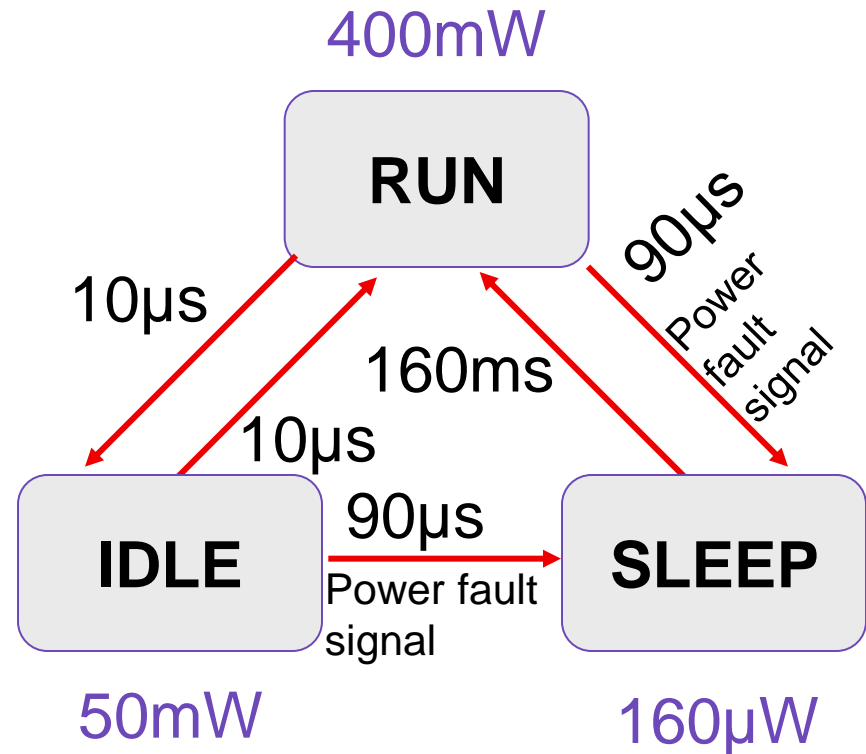 400mW
RUN
90µs
Power
fault
signal
10µs
160ms
10µs
IDLE
90µs
Power fault
signal
SLEEP
50mW
160µW